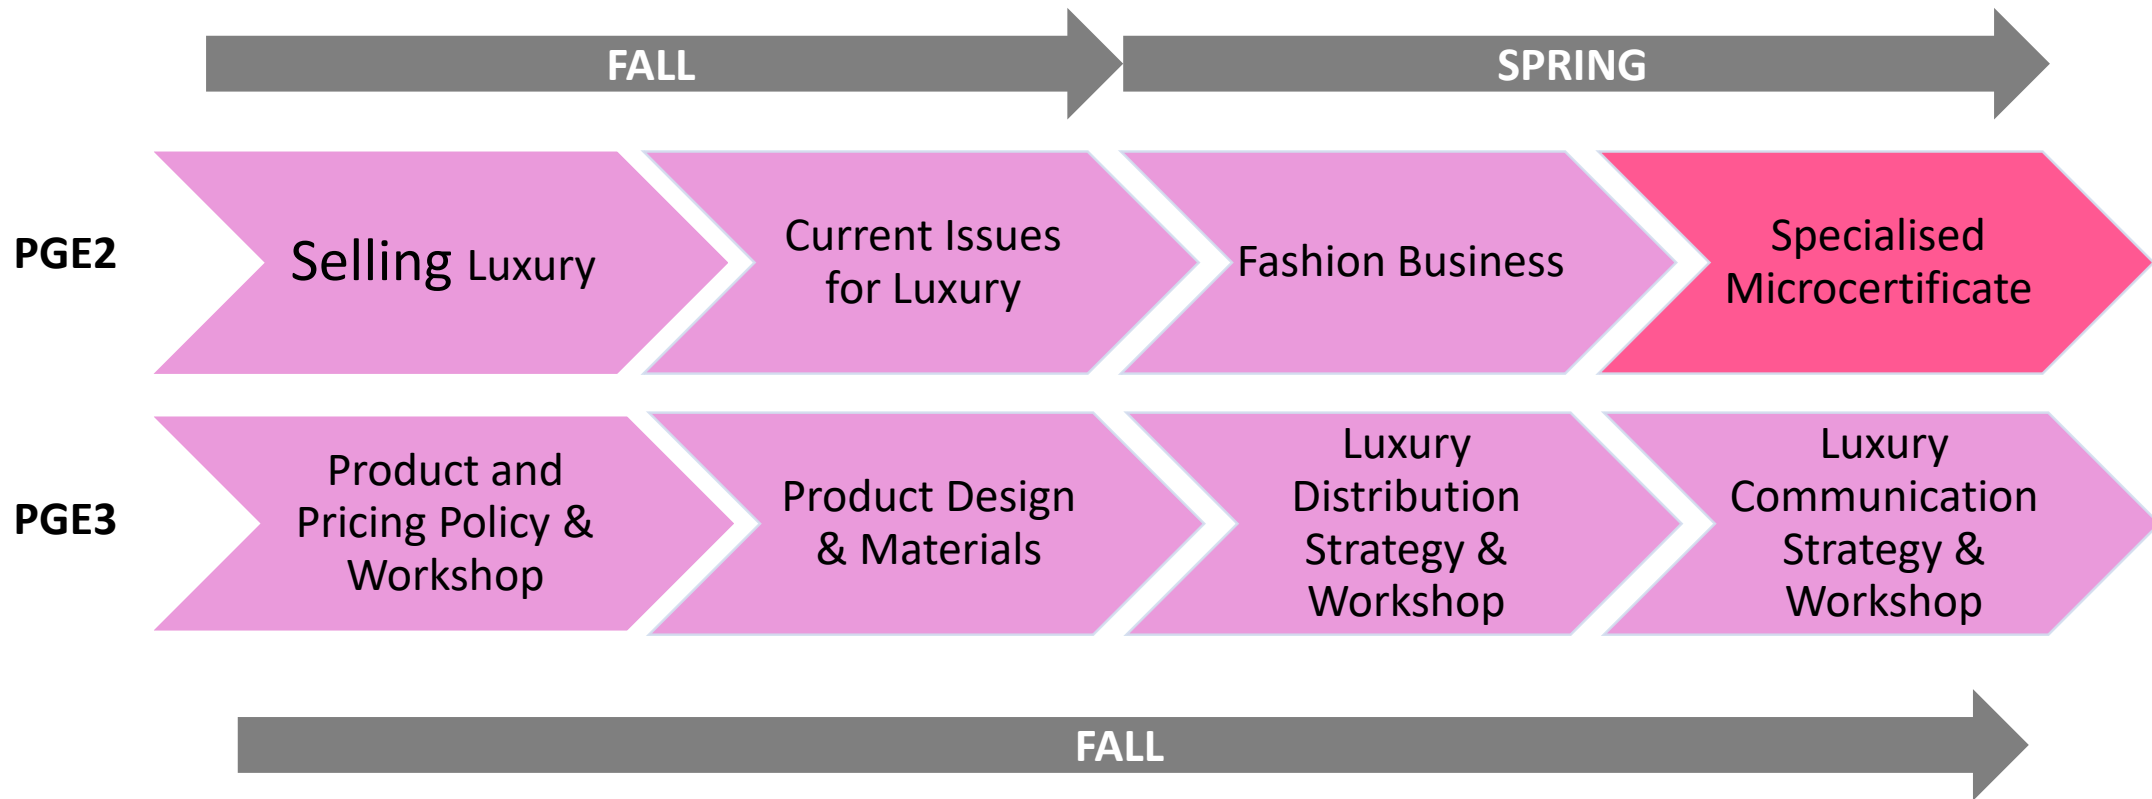 FALL
SPRING
PGE2
Selling Luxury
Current Issues
for Luxury
Fashion Business
Specialised
Microcertificate
PGE3
Product and
Pricing Policy &
Workshop
Product Design
& Materials
Luxury
Distribution
Strategy &
Workshop
Luxury
Communication
Strategy &
Workshop
FALL